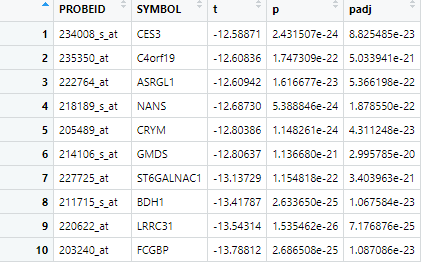 PROBEID SYMBOL t p padj
1 234008_s_at CES3 -12.58871 2.431507e-24 8.825485e-23
2 235350_at C4orf19 -12.60836 1.747309e-22 5.033941e-21
3 222764_at ASRGL1 -12.60942 1.616677e-23 5.366198e-22
4 218189_s_at NANS -12.68730 5.388846e-24 1.878550e-22
5 205489_at CRYM -12.80386 1.148261e-24 4.311248e-23
6 214106_s_at GMDS -12.80637 1.136680e-21 2.995785e-20
7 227725_at ST6GALNAC1 -13.13729 1.154818e-22 3.403963e-21
8 211715_s_at BDH1 -13.41787 2.633650e-25 1.067584e-23
9 220622_at LRRC31 -13.54314 1.535462e-26 7.176876e-25
10 203240_at FCGBP -13.78812 2.686508e-25 1.087086e-23